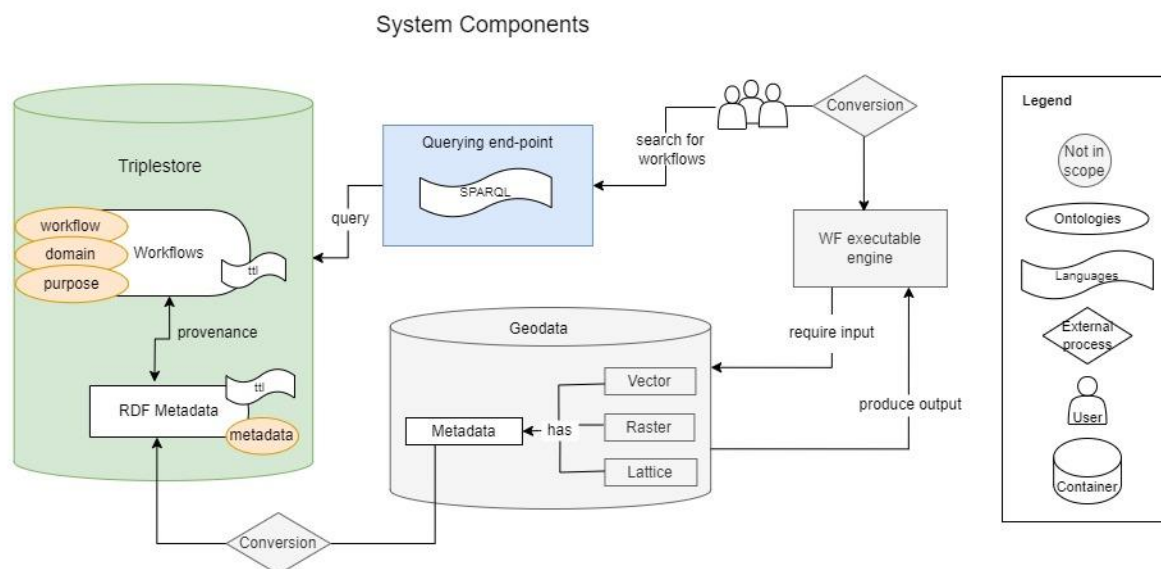 System Components
Triplestore
workflow
domain
purpose
Workflows
ttl
provenance
RDF Metadata
ttl
metadata
query
Querying end-point
SPARQL
search for
workflows
Conversion
WF executable
engine
require input
produce output
Geodata
Vector
Raster
Lattice
has
Metadata
Conversion
Legend
Not in
scope
Ontologies
Languages
External
process
User
Container